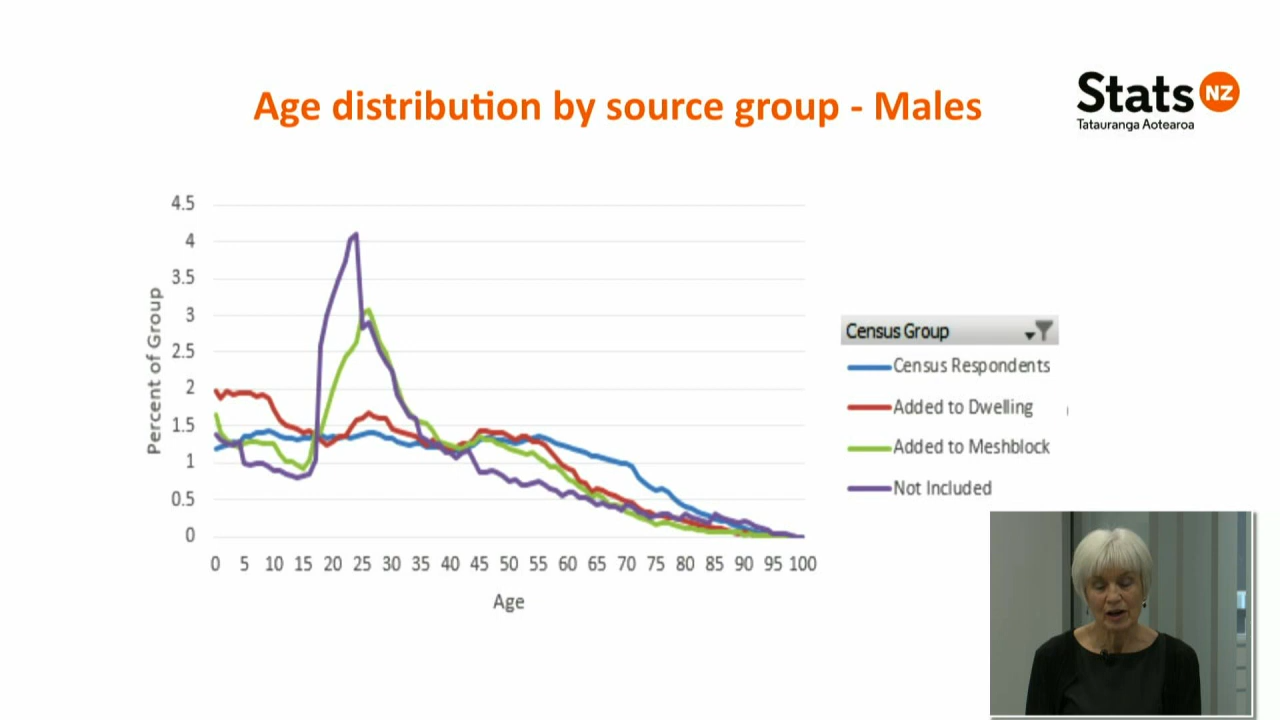 Age distribution by source group - Males
Stats NZ
Tatauranga Aotearoa
4.5
4
3.5
3
2.5
2
1.5
1
0.5
0
Percent of Group
0 5 10 15 20 25 30 35 40 45 50 55 60 65 70 75 80 85 90 95 100
Age
Census Group
Census Respondents
Added to Dwelling
Added to Meshblock
Not Included